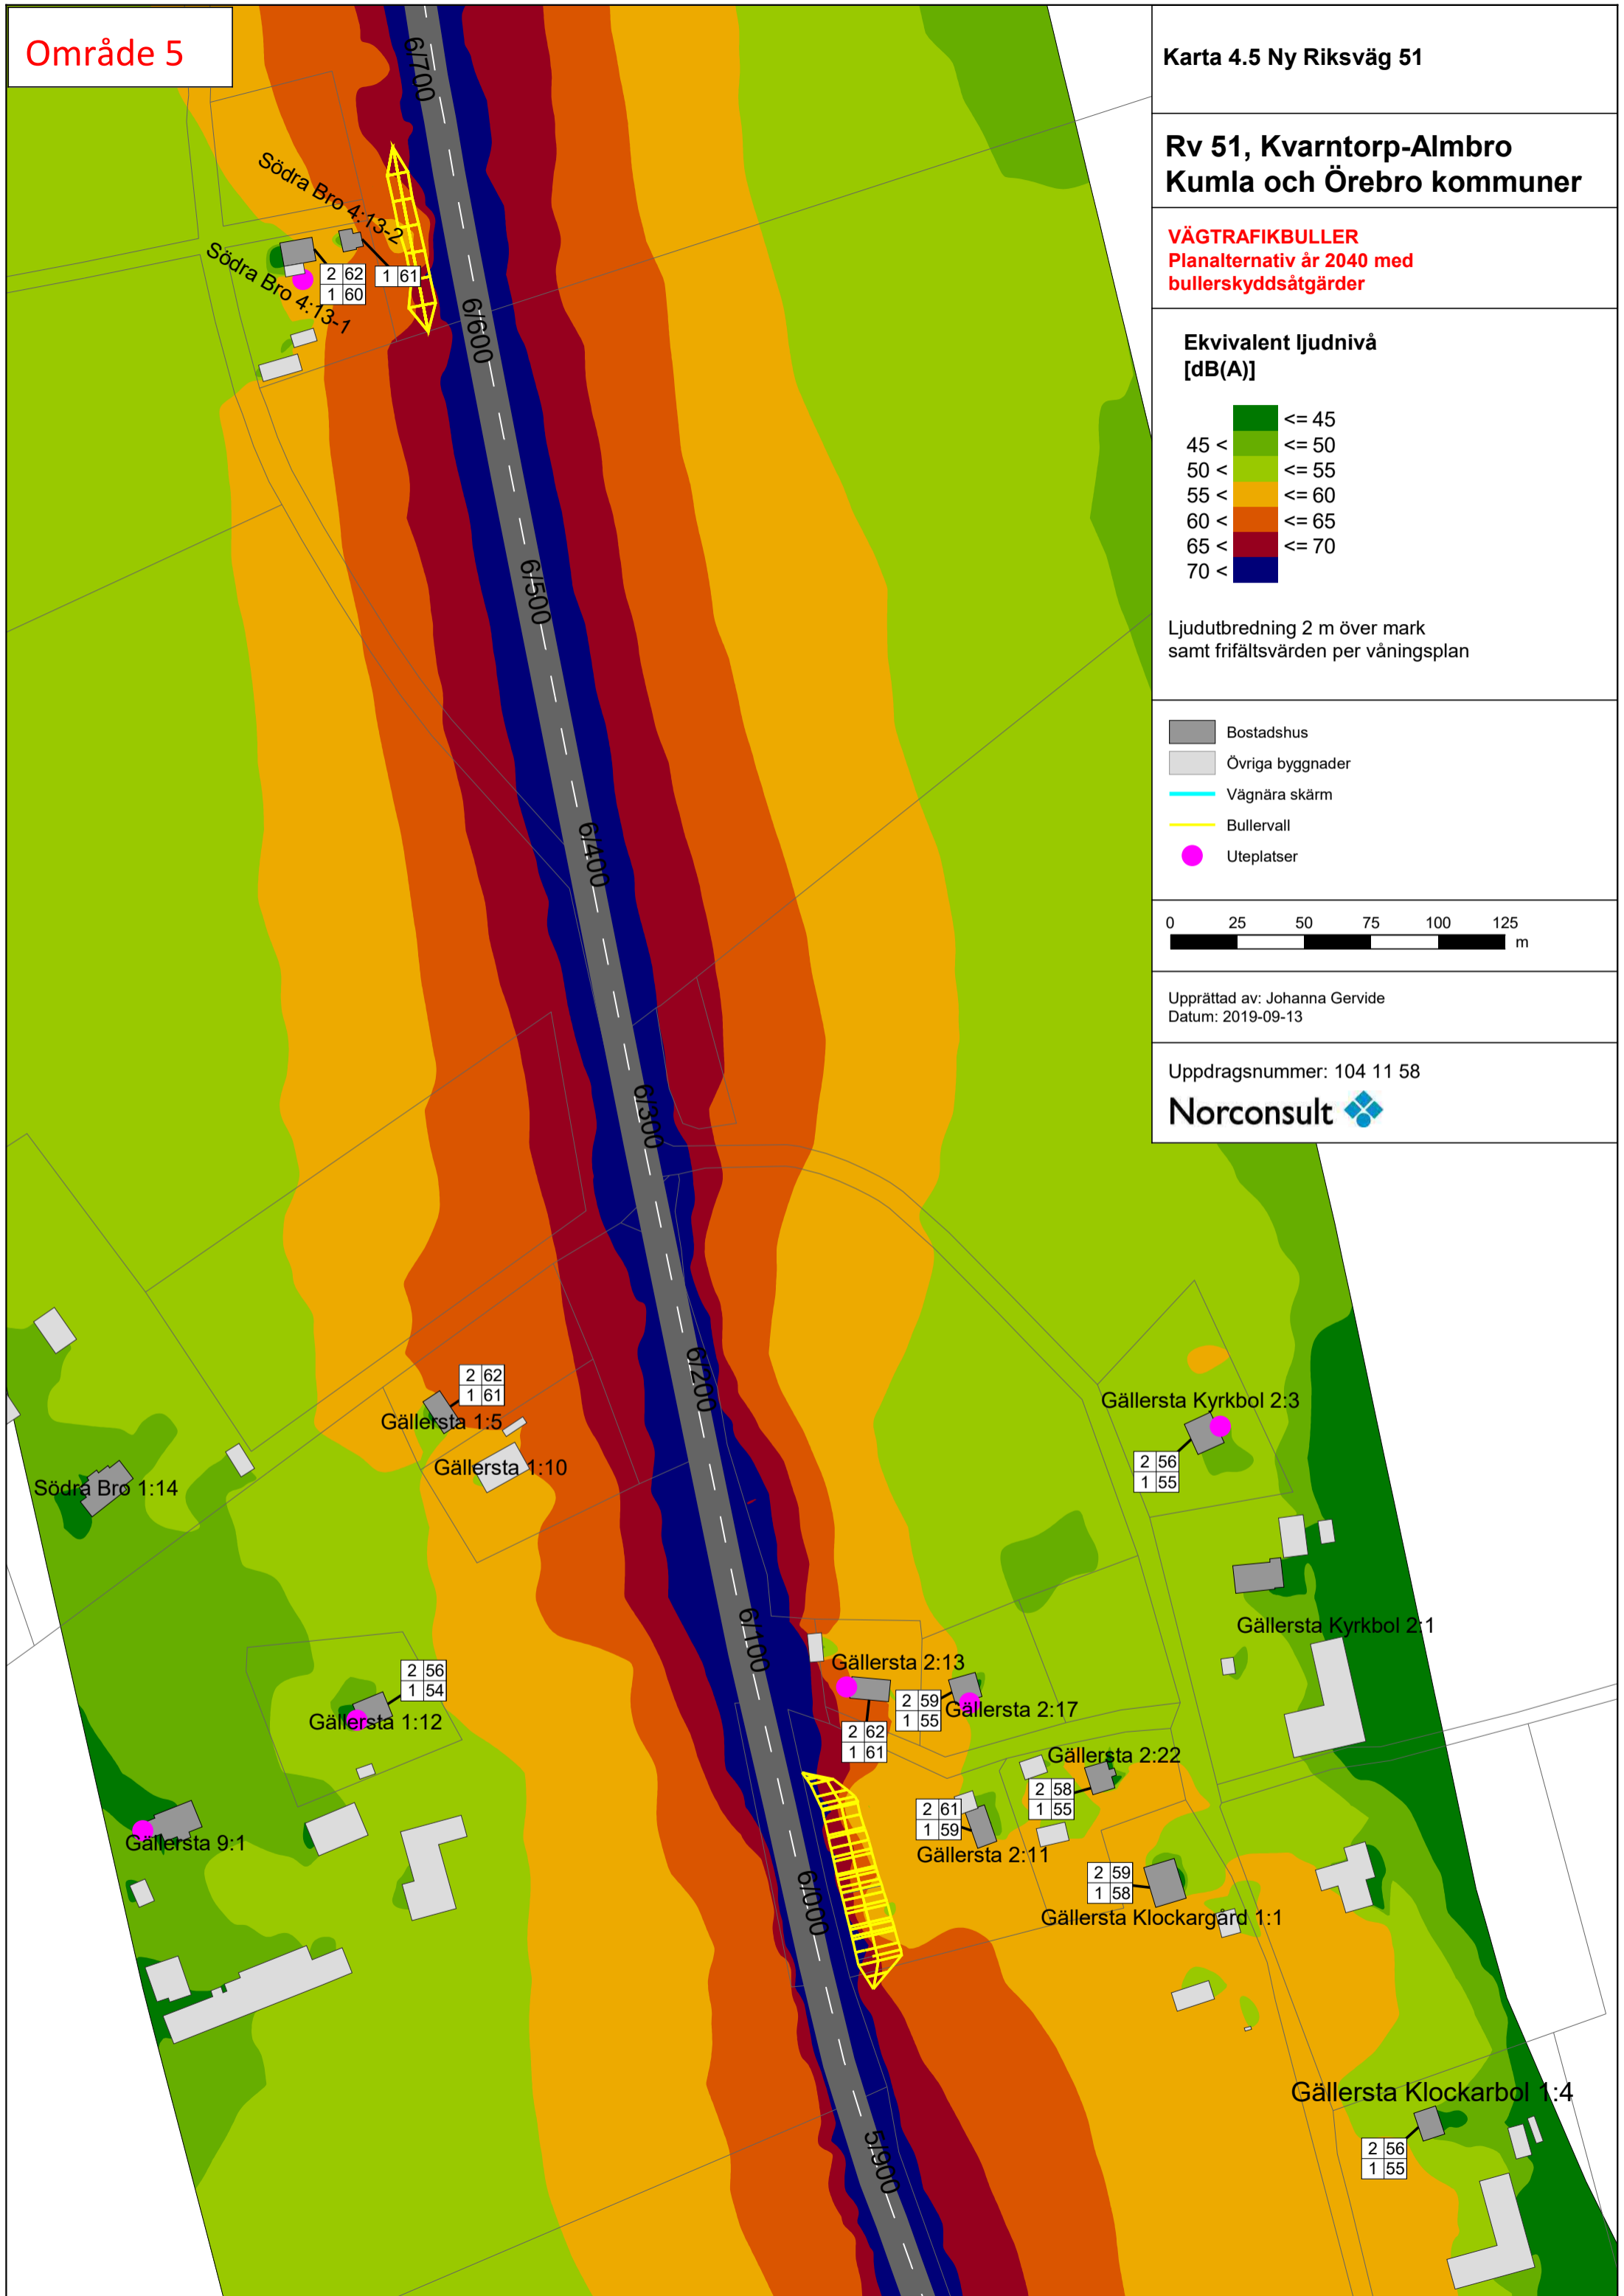 Område 5
Karta 4.5 Ny Riksväg 51
Rv 51, Kvarntorp-Almbro
Kumla och Örebro kommuner
VÄGTRAFIKBULLER
Planalternativ år 2040 med
bullerskyddsåtgärder
Ekvivalent ljudnivå
[dB(A)]
<= 45
45 < <= 50
50 < <= 55
55 < <= 60
60 < <= 65
65 < <= 70
70 <
Ljudutbredning 2 m över mark
samt frifältsvärden per våningsplan
Bostadshus
Övriga byggnader
Vägnära skärm
Bullervall
Uteplatser
0 25 50 75 100 125
m
Upprättad av: Johanna Gervide
Datum: 2019-09-13
Uppdragsnummer: 104 11 58
Norconsult
6/700
Södra Bro 4:13-2
Södra Bro 4:13-1
2 62
1 60
1 61
6/600
6/500
6/400
6/300
6/200
2 62
1 61
Gällersta 1:5
Gällersta 1:10
Södra Bro 1:14
Gällersta Kyrkbol 2:3
2 56
1 55
Gällersta Kyrkbol 2:1
6/100
2 56
1 54
Gällersta 1:12
Gällersta 2:13
2 62
1 61
2 59
1 55
Gällersta 2:17
Gällersta 2:22
2 58
1 55
2 61
1 59
Gällersta 2:11
Gällersta 9:1
2 59
1 58
Gällersta Klockargård 1:1
6/000
Gällersta Klockarbol 1:4
2 56
1 55
5/900